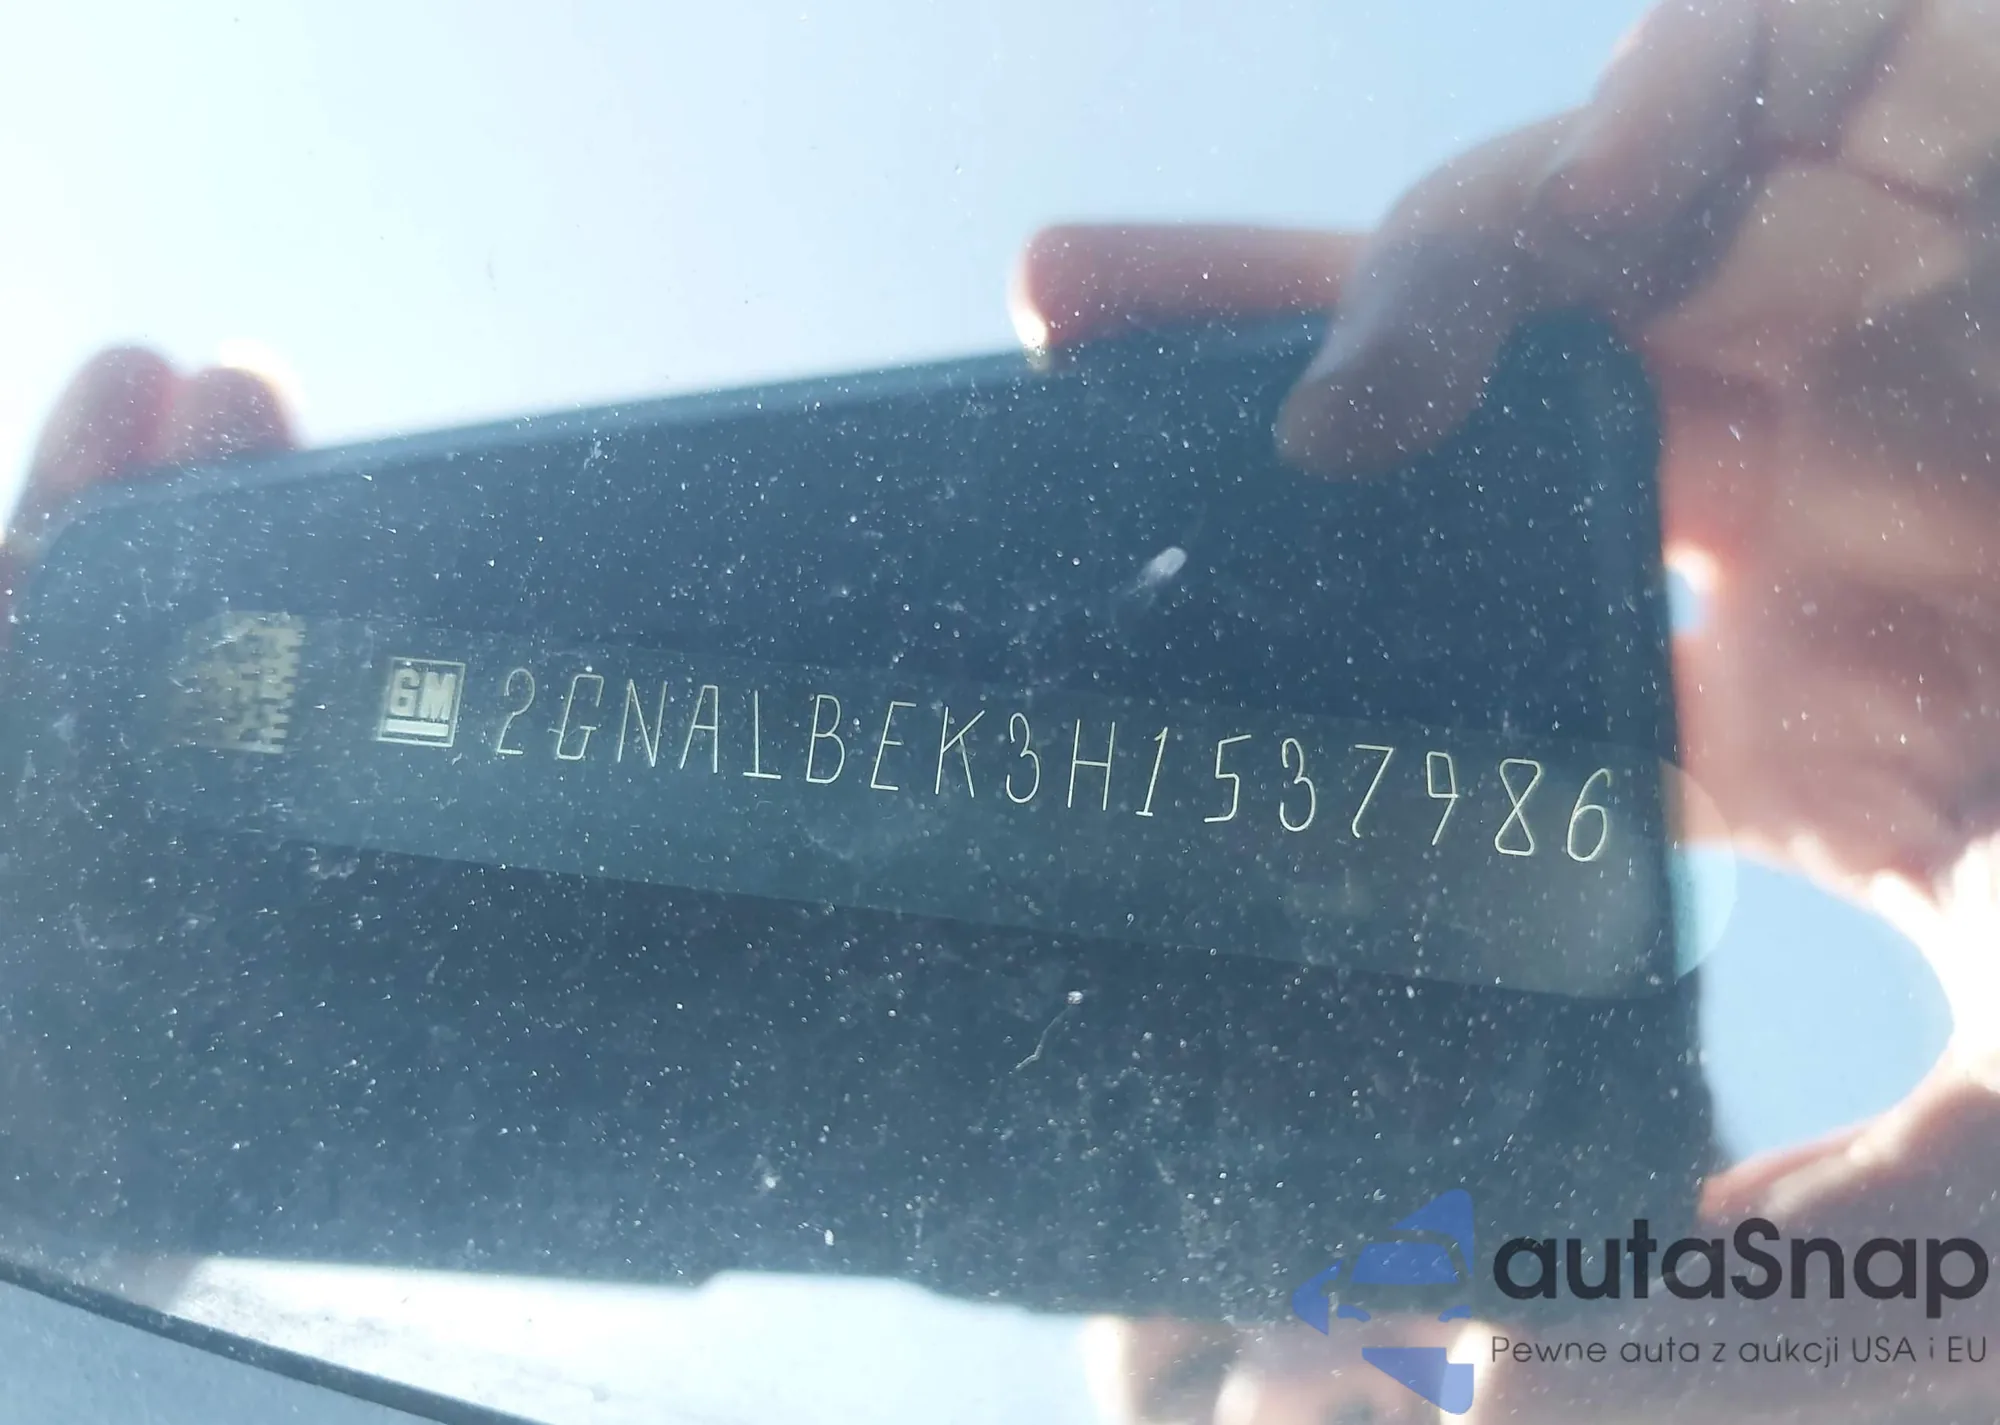 GM 2GNALBEK3H1537986
autaSnap
Pewne auta z aukcji USA i EU